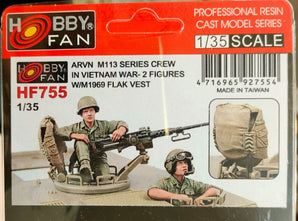 HOBBY FAN
PROFESSIONAL RESIN
CAST MODEL SERIES
1/35 SCALE
HOBBY FAN
HF755
1/35
ARVN M113 SERIES CREW
IN VIETNAM WAR- 2 FIGURES
W/M1969 FLAK VEST
4 716965 927554
MADE IN TAIWAN